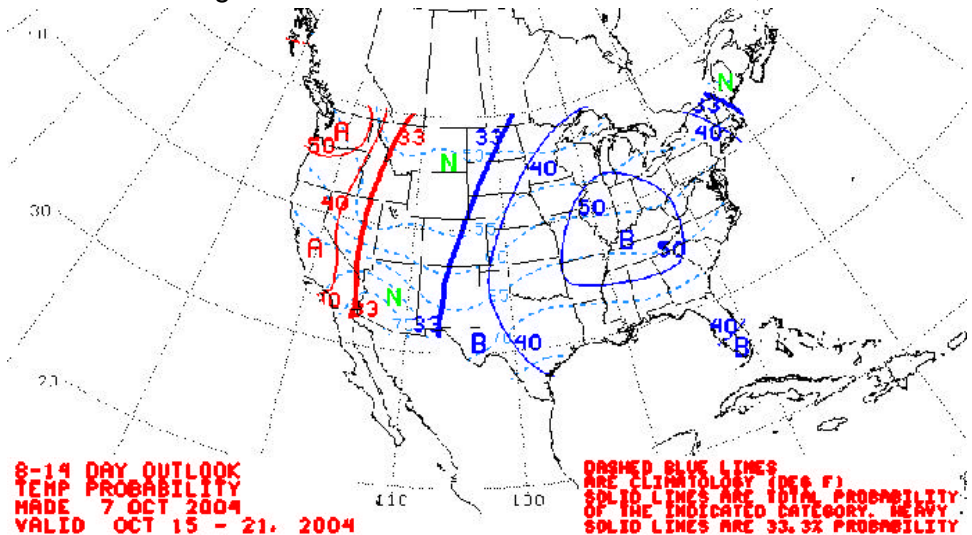 N
33
A
33
33
40
50
N
50
40
40
50
30
50
A
B
50
N
33
33
40
B
40
B
20
110
8-14 DAY OUTLOOK
TEMP PROBABILITY
MADE 7 OCT 2004
VALID OCT 15 - 21, 2004
DASHED BLUE LINES
ARE CLIMATOLOGY (DEG F)
SOLID LINES ARE TOTAL PROBABILITY
OF THE INDICATED CATEGORY. HEAVY
SOLID LINES ARE 33.3% PROBABILITY